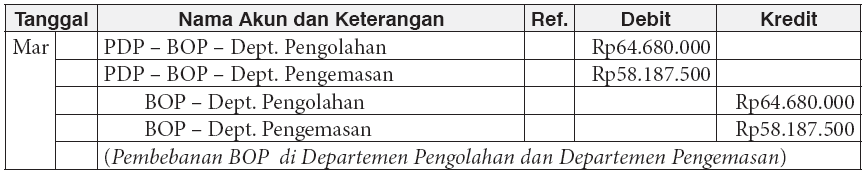 Tanggal Nama Akun dan Keterangan Ref. Debit Kredit
Mar PDP – BOP – Dept. Pengolahan Rp64.680.000
PDP – BOP – Dept. Pengemasan Rp58.187.500
BOP – Dept. Pengolahan Rp64.680.000
BOP – Dept. Pengemasan Rp58.187.500
(Pembebanan BOP di Departemen Pengolahan dan Departemen Pengemasan)